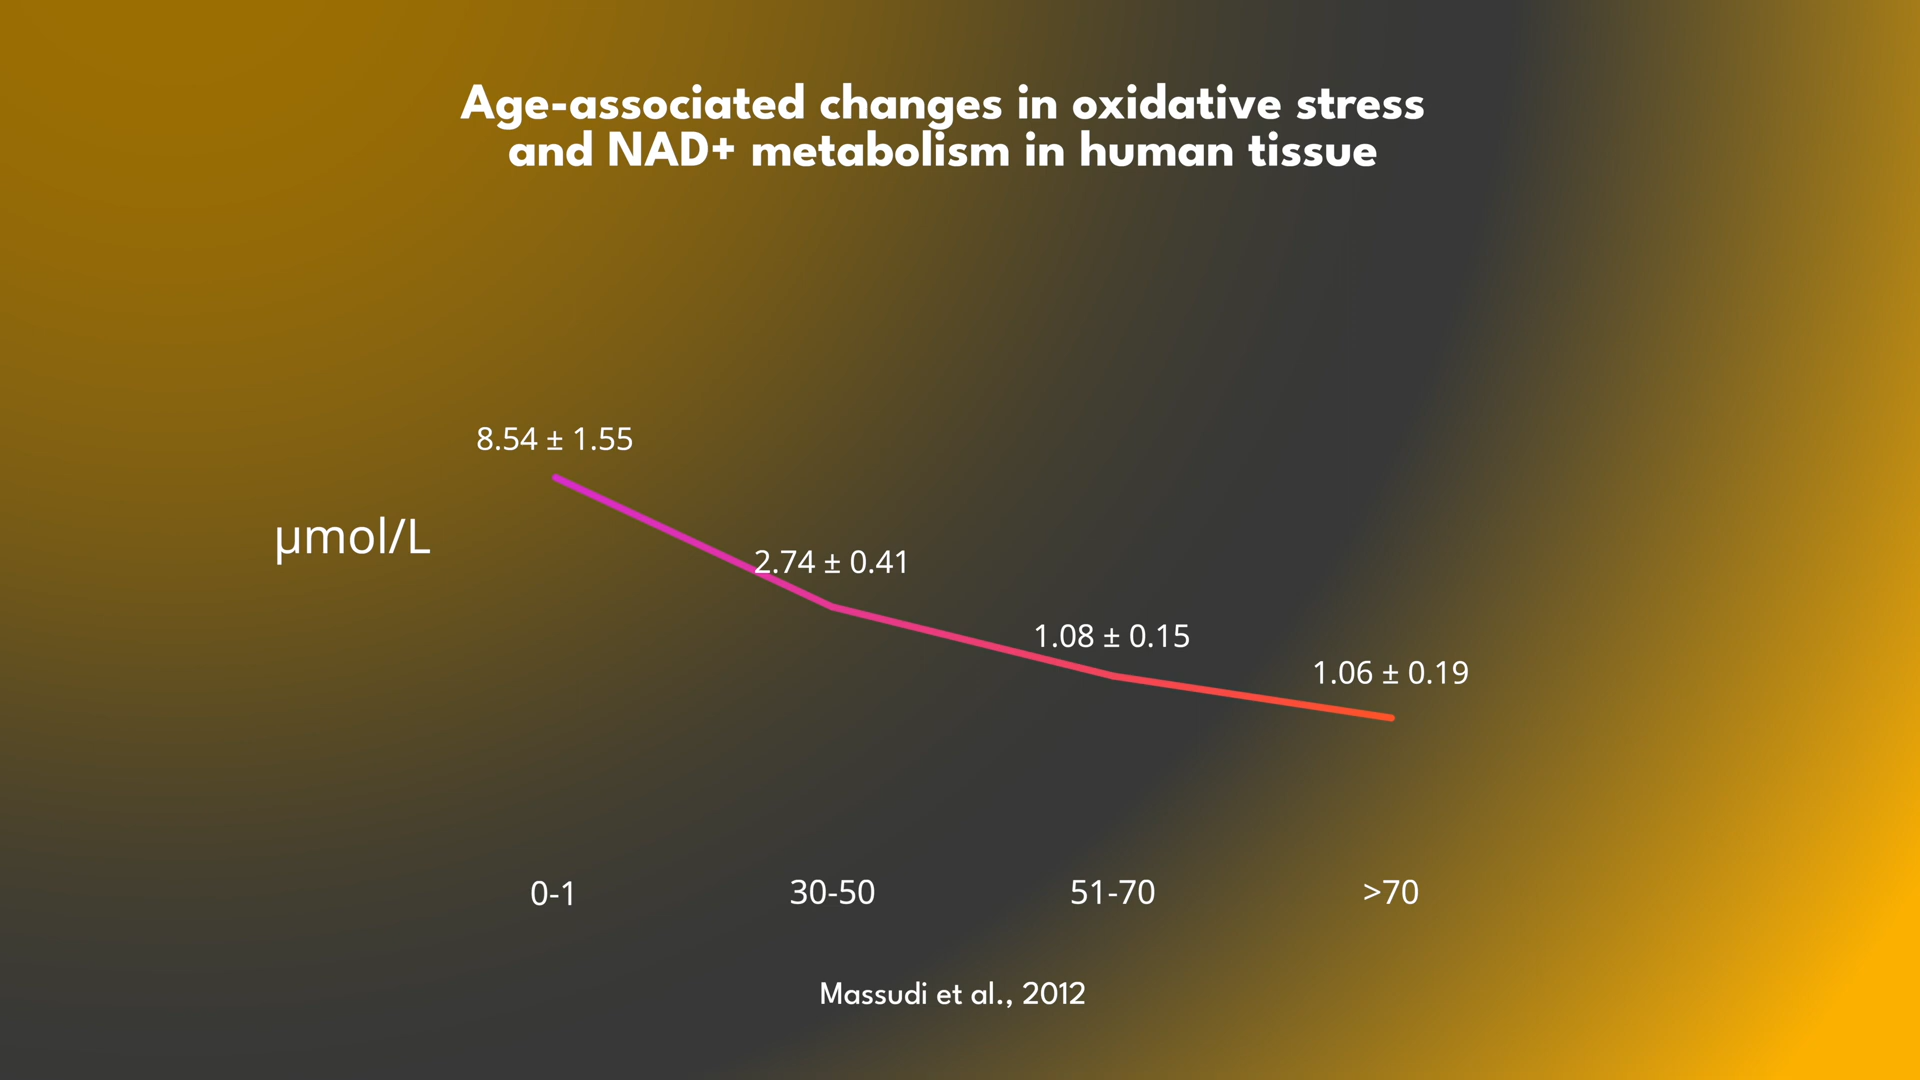 Age-associated changes in oxidative stress
and NAD+ metabolism in human tissue
8.54 ± 1.55
μmol/L
2.74 ± 0.41
1.08 ± 0.15
1.06 ± 0.19
0-1
30-50
51-70
>70
Massudi et al., 2012